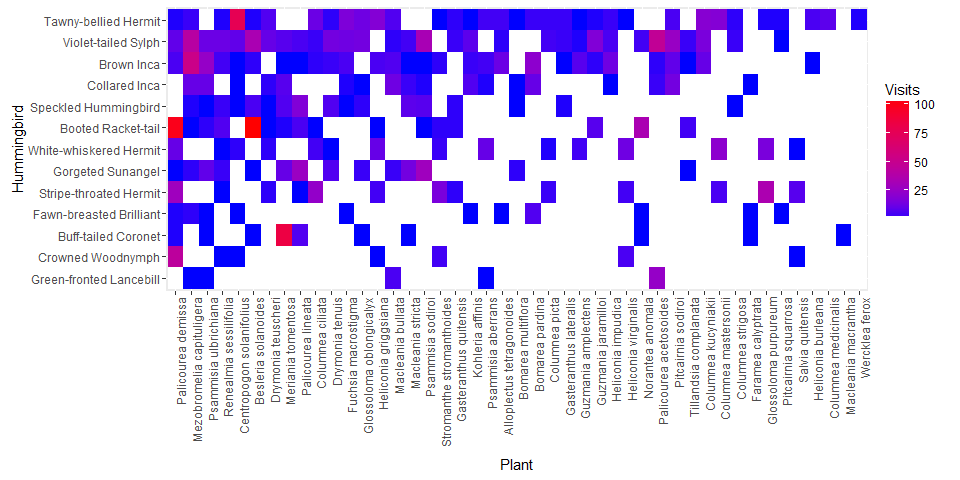 Tawny-bellied Hermit
Violet-tailed Sylph
Brown Inca
Collared Inca
Speckled Hummingbird
Booted Racket-tail
White-whiskered Hermit
Gorgeted Sunangel
Stripe-throated Hermit
Fawn-breasted Brilliant
Buff-tailed Coronet
Crowned Woodnymph
Green-fronted Lancebill
Hummingbird
Palicourea demissa
Mezobromelia capituligera
Psammisia ulbrichiana
Renealmia sessilifolia
Centropogon solanifolius
Besleria solanoides
Drymonia teuscheri
Meriania tomentosa
Palicourea lineata
Columnea ciliata
Drymonia tenuis
Fuchsia macrostigma
Glossoloma oblongicalyx
Heliconia griggsiana
Macleania bullata
Macleania stricta
Psammisia sodiroi
Stromanthe stromanthoides
Gasteranthus quitensis
Kohleria affinis
Psammisia aberrans
Alloplectus tetragonoides
Bomarea multiflora
Bomarea pardina
Columnea picta
Gasteranthus lateralis
Guzmania amplectens
Guzmania jaramilloi
Heliconia impudica
Heliconia virginalis
Norantea anomala
Palicourea acetosoides
Pitcairnia sodiroi
Tillandsia complanata
Columnea kucyniakii
Columnea mastersonii
Columnea strigosa
Faramea calyptrata
Glossoloma purpureum
Pitcairnia squarrosa
Salvia quitensis
Heliconia burleana
Columnea medicinalis
Macleania macrantha
Wercklea ferox
Plant
Visits
100
75
50
25